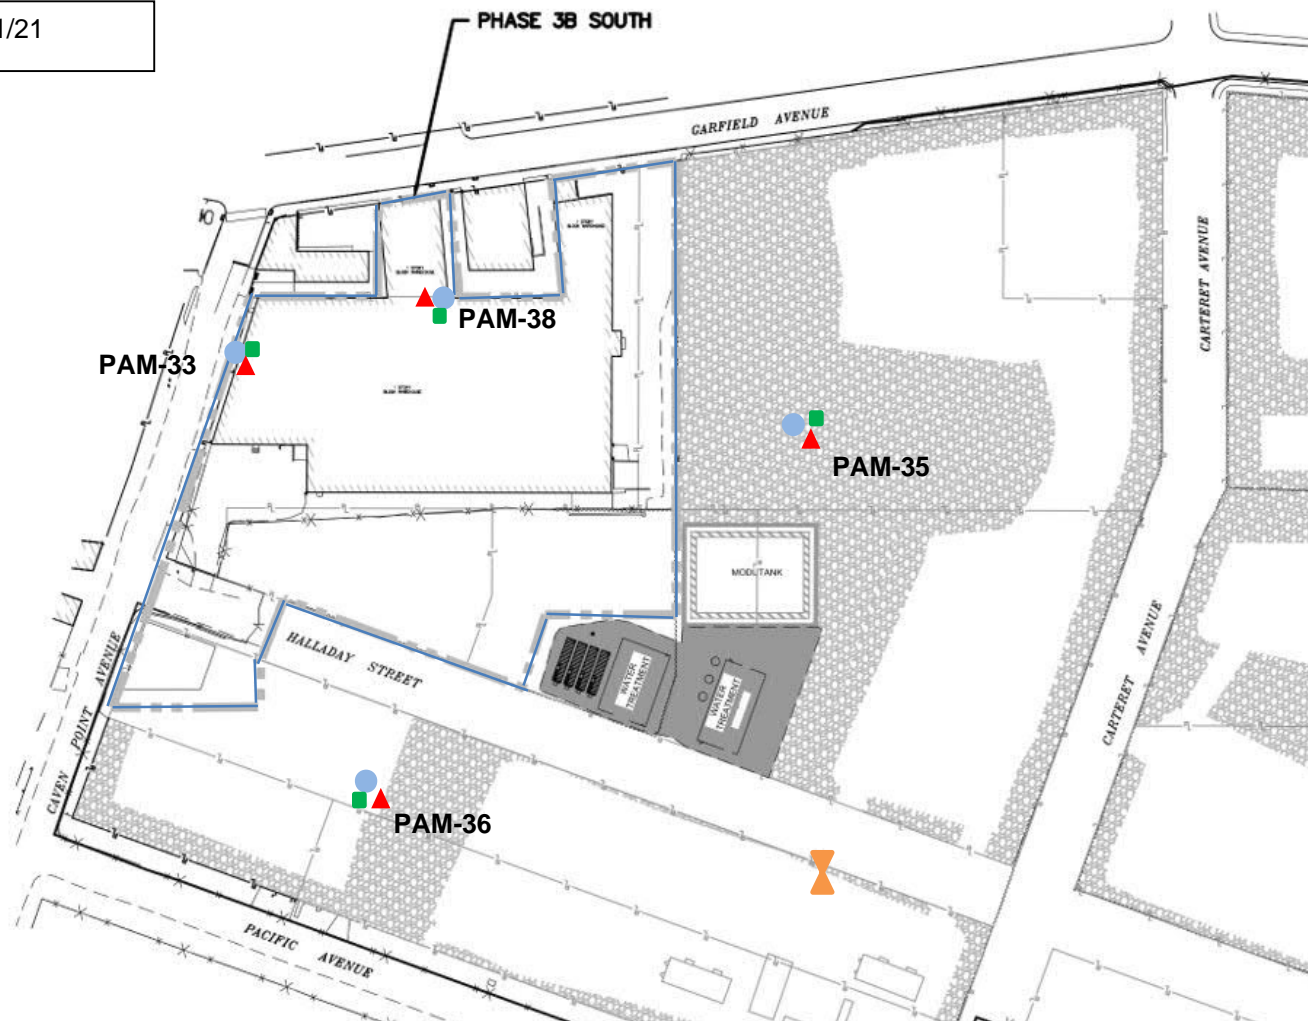 1/21
PHASE 3B SOUTH
GARFIELD AVENUE
CARTERET AVENUE
PAM-38
PAM-33
PAM-35
MODUTANK
HALLADAY STREET
WATER
TREATMENT
WATER
TREATMENT
CARTERET AVENUE
CAVEN POINT AVENUE
PAM-36
PACIFIC AVENUE